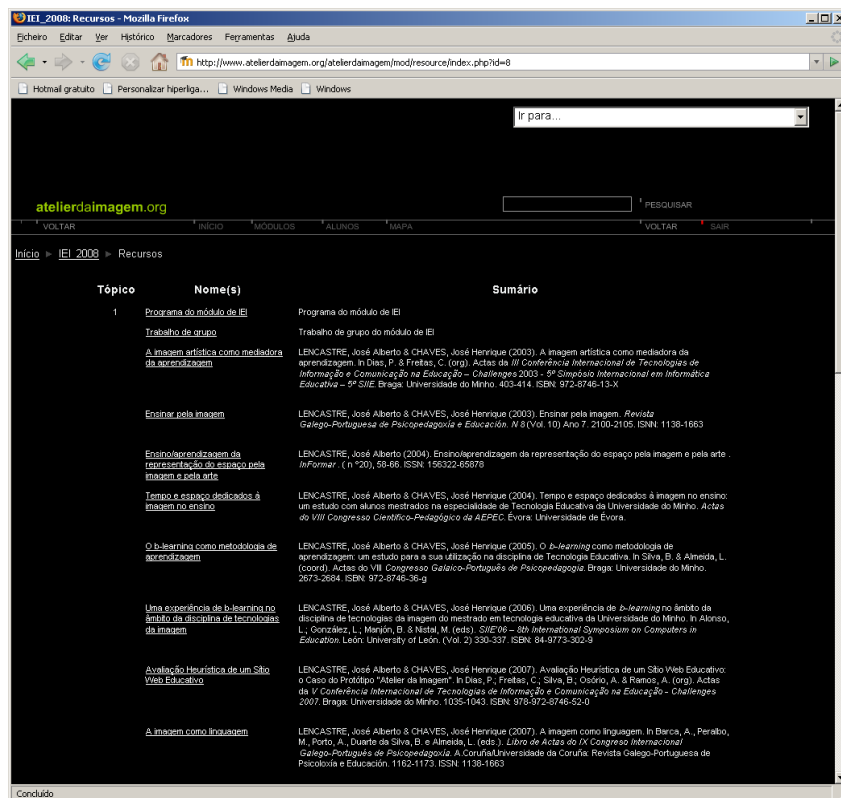 IEI_2008: Recursos - Mozilla Firefox
Ficheiro Editar Ver Histórico Marcadores Ferramentas Ajuda
http://www.atelierdaimagem.org/atelierdaimagem/mod/resource/index.php?id=8
Hotmail gratuito Personalizar hiperliga... Windows Media Windows
Ir para...
atelierdaimagem.org PESQUISAR
VOLTAR INÍCIO MÓDULOS ALUNOS MAPA VOLTAR SAIR
Início ► IEI_2008 ► Recursos
Tópico Nome(s) Sumário
1 Programa do módulo de IEI Programa do módulo de IEI
Trabalho de grupo Trabalho de grupo do módulo de IEI
A imagem artística como mediadora LENCASTRE, José Alberto & CHAVES, José Henrique (2003). A imagem artística como mediadora da
da aprendizagem aprendizagem. In Dias, P. & Freitas, C. (org). Actas da III Conferência Internacional de Tecnologias de
Informação e Comunicação na Educação – Challenges 2003 - 5º Simpósio Internacional em Informática
Educativa – 5º SIIE. Braga: Universidade do Minho. 403-414. ISBN: 972-8746-13-X
Ensinar pela imagem LENCASTRE, José Alberto & CHAVES, José Henrique (2003). Ensinar pela imagem. Revista
Galego-Portuguesa de Psicopedagoxía e Educación. N 8 (Vol. 10) Ano 7. 2100-2105. ISNN: 1138-1663
Ensino/aprendizagem da LENCASTRE, José Alberto (2004). Ensino/aprendizagem da representação do espaço pela imagem e pela arte .
representação do espaço pela InFormar . ( n º20), 58-66. ISSN: 156322-65878
imagem e pela arte
Tempo e espaço dedicados à LENCASTRE, José Alberto & CHAVES, José Henrique (2004). Tempo e espaço dedicados à imagem no ensino:
imagem no ensino um estudo com alunos mestrados na especialidade de Tecnologia Educativa da Universidade do Minho. Actas
do VIII Congresso Científico-Pedagógico da AEPEC. Évora: Universidade de Évora.
O b-learning como metodologia de LENCASTRE, José Alberto & CHAVES, José Henrique (2005). O b-learning como metodologia de
aprendizagem aprendizagem: um estudo para a sua utilização na disciplina de Tecnologia Educativa. In Silva, B. & Almeida, L.
(coord). Actas do VIII Congresso Galaico-Português de Psicopedagogia. Braga: Universidade do Minho.
2673-2684. ISBN: 972-8746-36-g
Uma experiência de b-learning no LENCASTRE, José Alberto & CHAVES, José Henrique (2006). Uma experiência de b-learning no âmbito da
âmbito da disciplina de tecnologias disciplina de tecnologias da imagem do mestrado em tecnologia educativa da Universidade do Minho. In Alonso,
da imagem L.; González, L.; Manjón, B. & Nistal, M. (eds). SIIE'06 – 8th International Symposium on Computers in
Education. León: University of León. (Vol. 2) 330-337. ISBN: 84-9773-302-9
Avaliação Heurística de um Sítio LENCASTRE, José Alberto & CHAVES, José Henrique (2007). Avaliação Heurística de um Sítio Web Educativo:
Web Educativo o Caso do Protótipo "Atelier da Imagem". In Dias, P.; Freitas, C.; Silva, B.; Osório, A. & Ramos, A. (org). Actas
da V Conferência Internacional de Tecnologias de Informação e Comunicação na Educação - Challenges
2007. Braga: Universidade do Minho. 1035-1043. ISBN: 978-972-8746-52-0
A imagem como linguagem LENCASTRE, José Alberto & CHAVES, José Henrique (2007). A imagem como linguagem. In Barca, A., Peralbo,
M., Porto, A., Duarte da Silva, B. e Almeida, L. (eds.). Libro de Actas do IX Congreso Internacional
Galego-Portugués de Psicopedagoxía. A.Coruña/Universidade da Coruña: Revista Galego-Portuguesa de
Psicoloxía e Educación. 1162-1173. ISSN: 1138-1663
Concluído